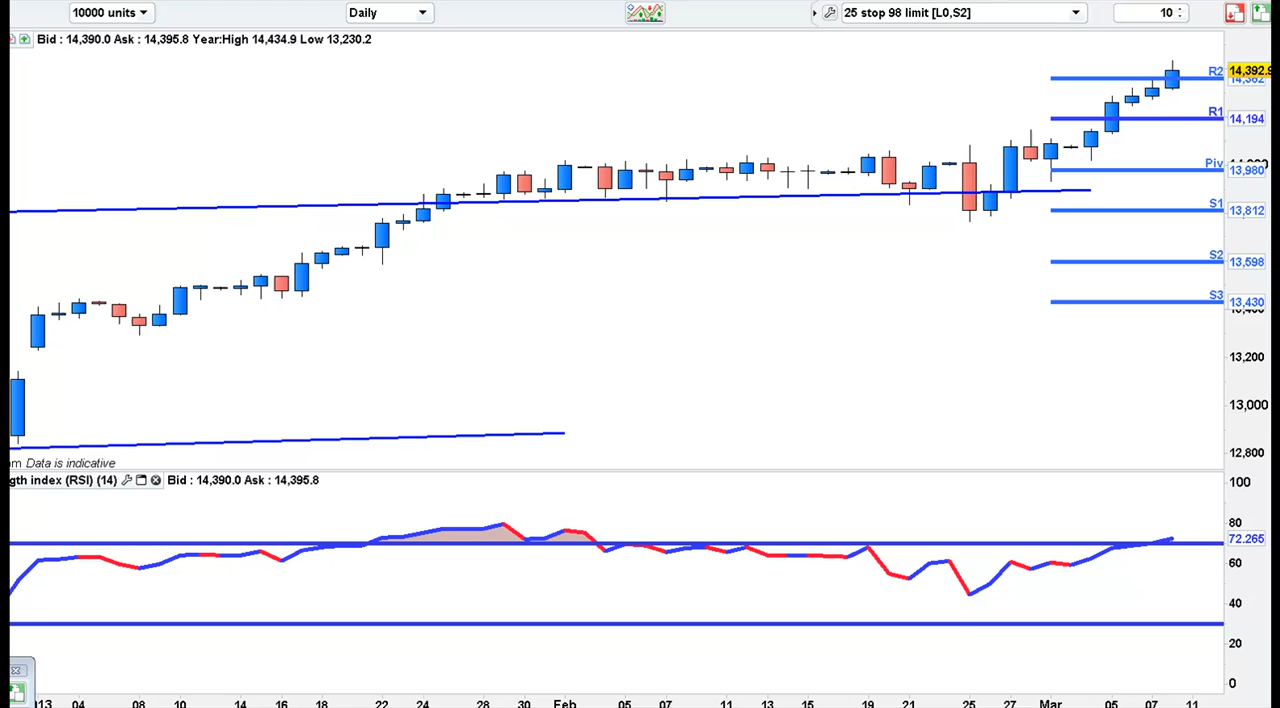 10000 units Daily 25 stop 98 limit [L0,S2] 10
Bid : 14,390.0 Ask : 14,395.8 Year:High 14,434.9 Low 13,230.2
R2 14,392.9
14,362
R1 14,194
Piv 13,980
S1 13,812
S2 13,598
S3 13,430
13,200
13,000
12,800
om Data is indicative
gth index (RSI) (14) Bid : 14,390.0 Ask : 14,395.8
100
80
72.265
60
40
20
0
'13 04 08 10 14 16 18 22 24 28 30 Feb 05 07 11 13 15 19 21 25 27 Mar 05 07 11